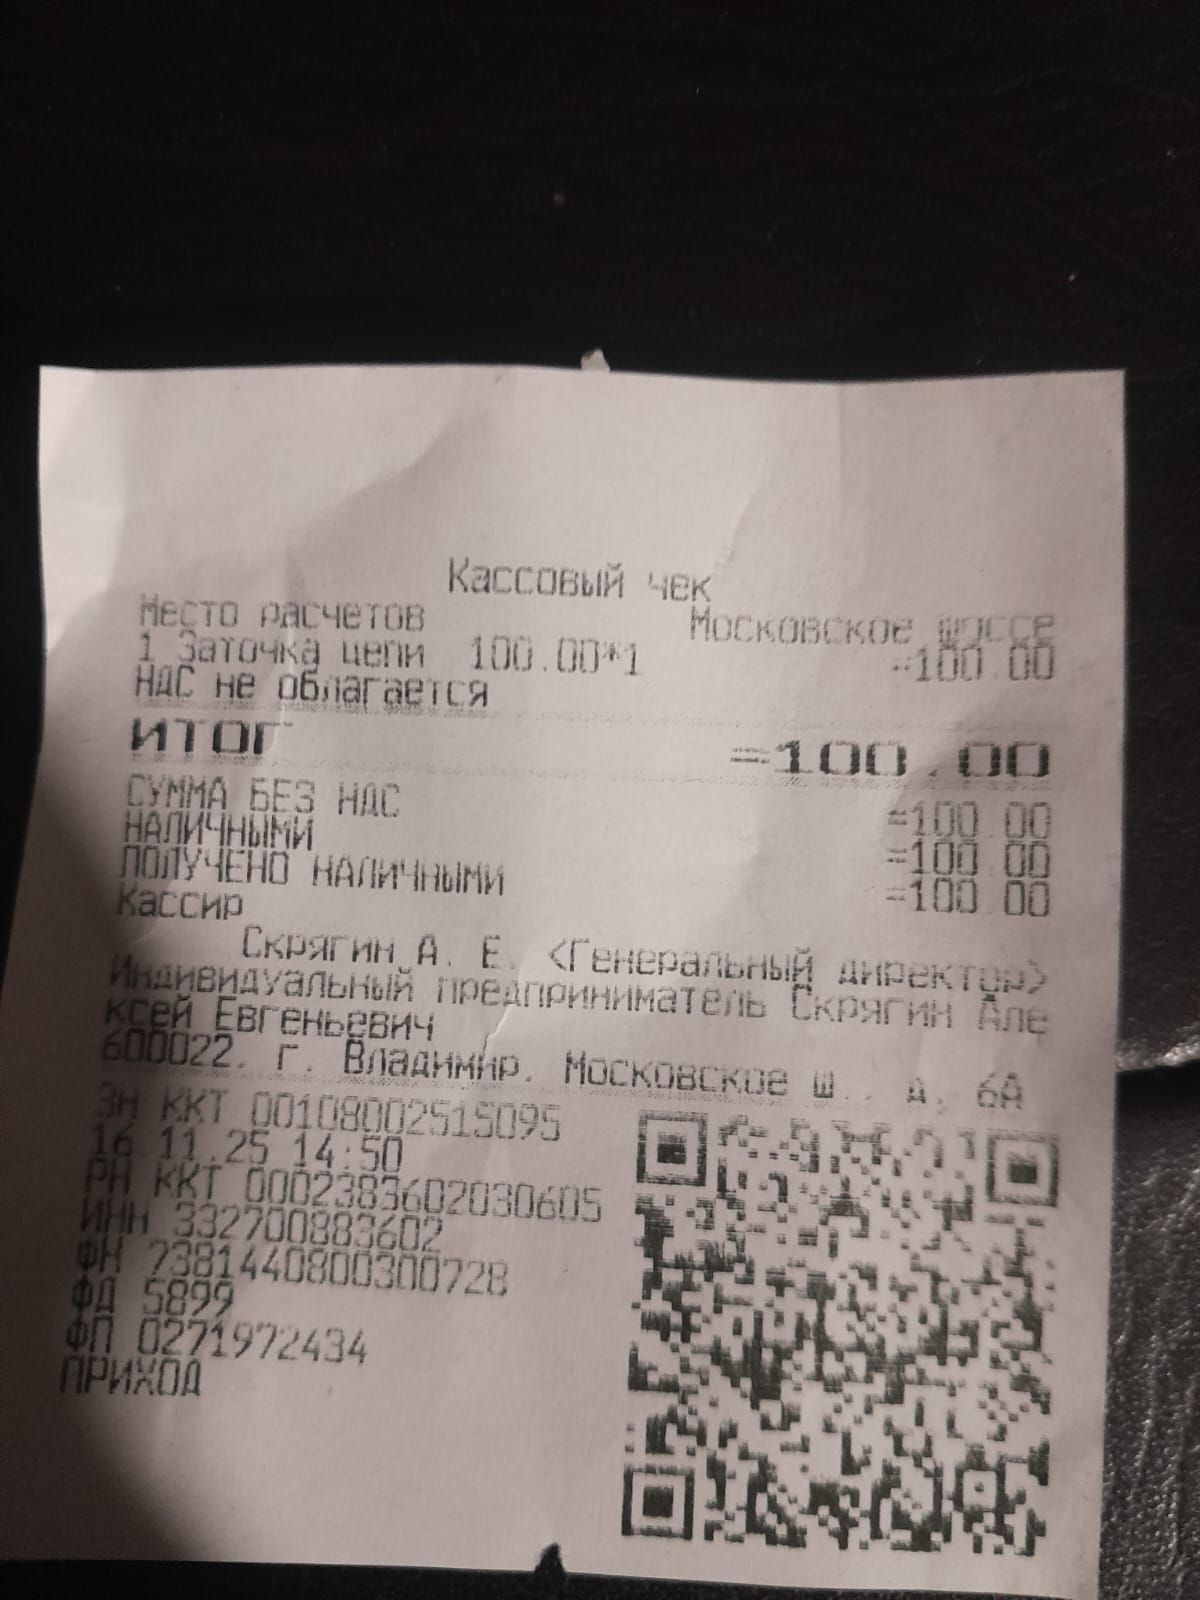 Кассовый чек
Место расчетов Московское шоссе
1 Заточка цепи 100.00*1 =100.00
НДС не облагается
ИТОГ =100.00
СУММА БЕЗ НДС =100.00
НАЛИЧНЫМИ =100.00
ПОЛУЧЕНО НАЛИЧНЫМИ =100.00
Кассир
Скрягин А. Е. <Генеральный директор>
Индивидуальный предприниматель Скрягин Але
ксей Евгеньевич
600022. г. Владимир. Московское ш.. д. 6А
ЗН ККТ 00108002515095
16.11.25 14:50
РН ККТ 0002383602030605
ИНН 332700883602
ФН 7381440800300728
ФД 5899
ФП 0271972434
ПРИХОД